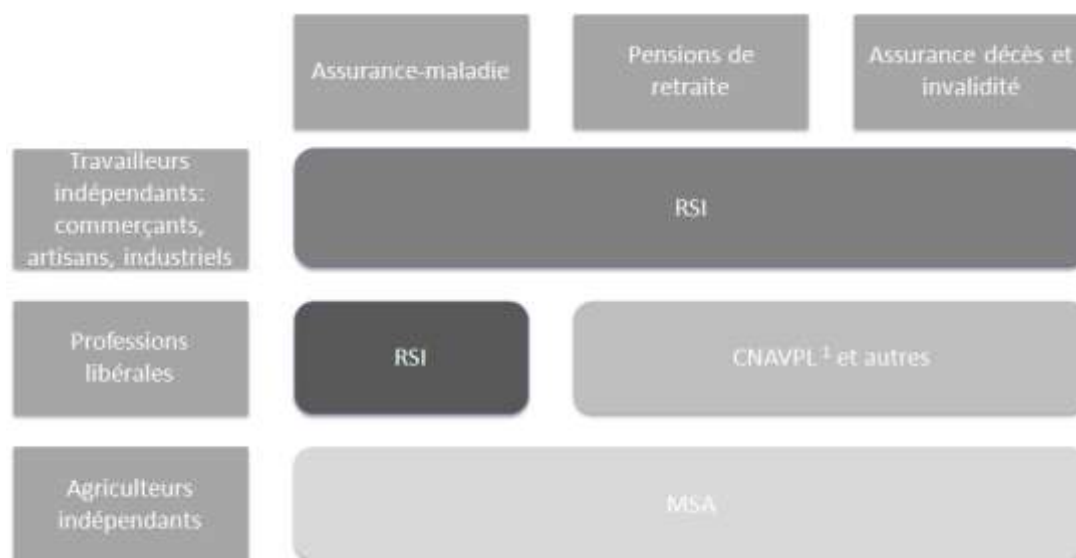 Assurance-maladie
Pensions de
retraite
Assurance décès et
invalidité
Travailleurs
indépendants:
commerçants,
artisans, industriels
RSI
Professions
libérales
RSI
CNAVPL¹ et autres
Agriculteurs
indépendants
MSA